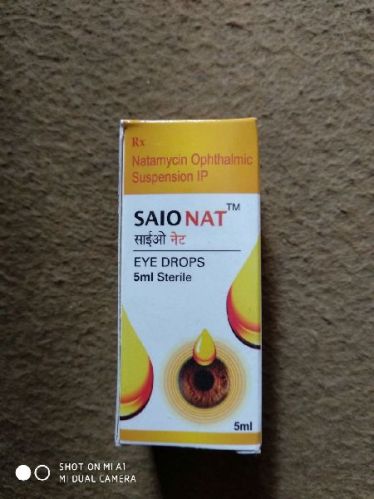 Rx
Natamycin Ophthalmic
Suspension IP
SAIONAT™
साईओ नेट
EYE DROPS
5ml Sterile
5ml
SHOT ON MI A1
MI DUAL CAMERA